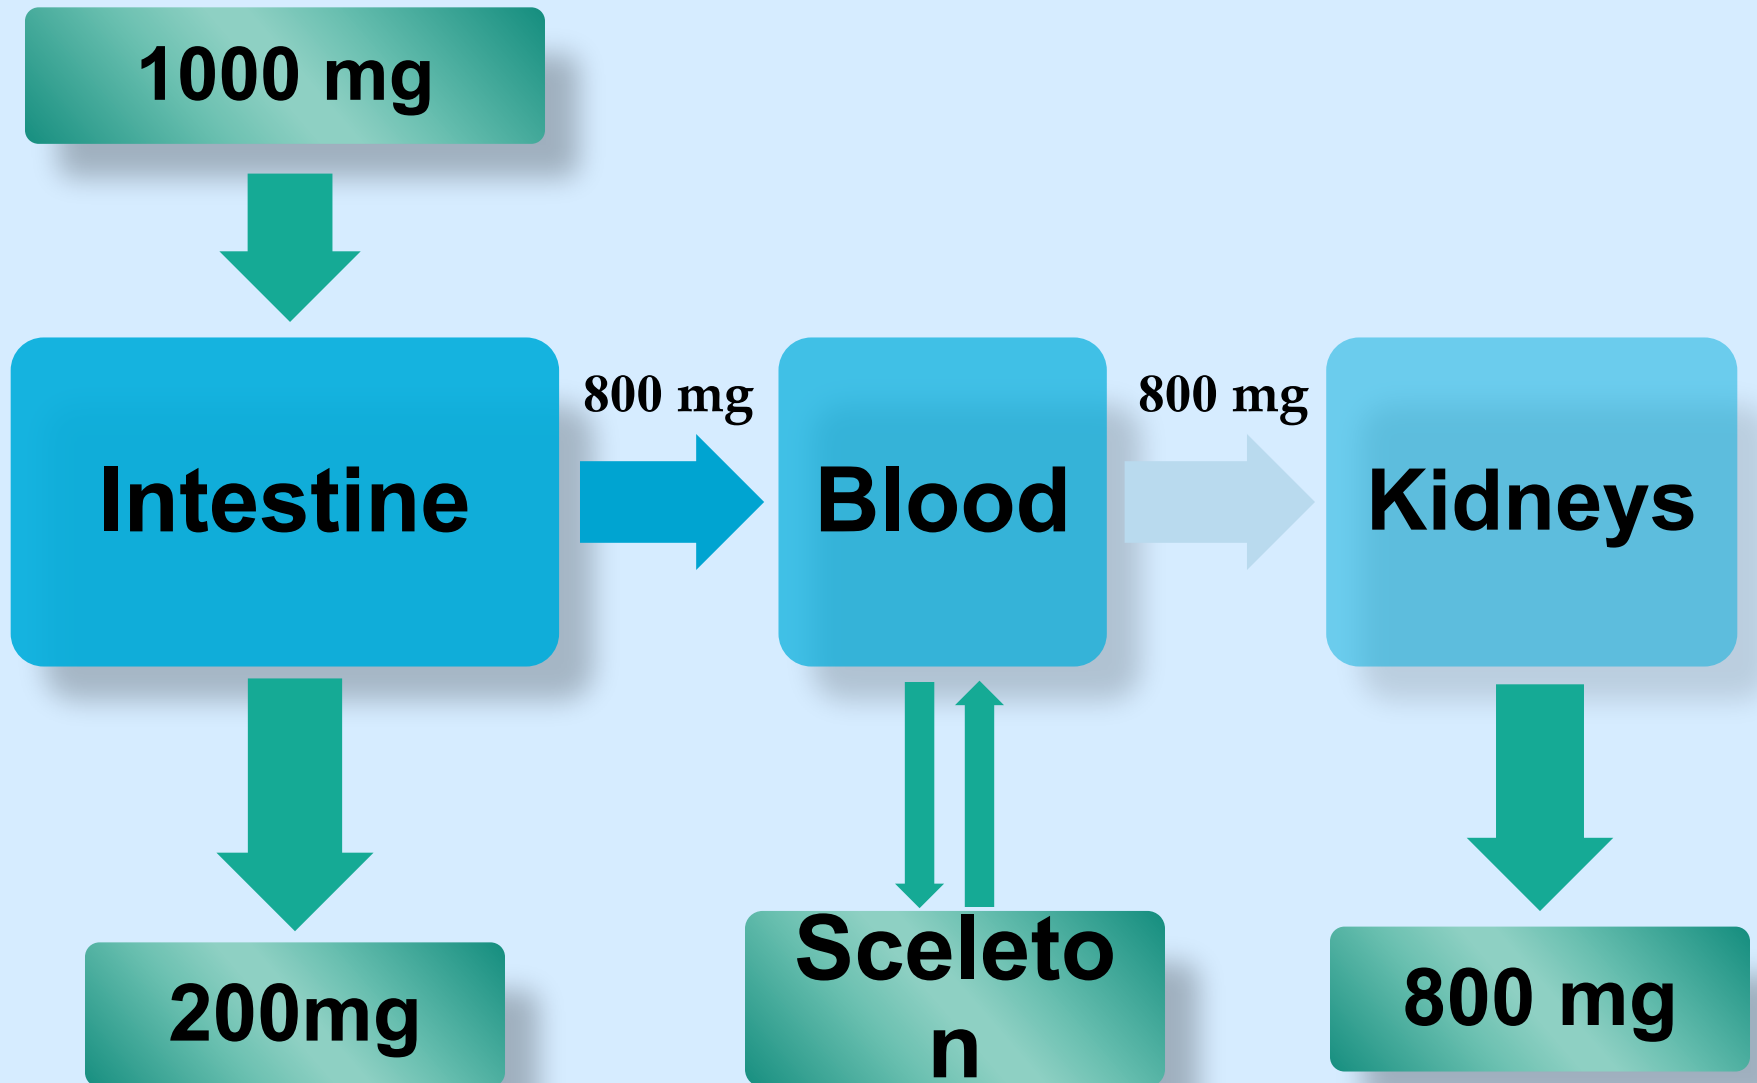 1000 mg
800 mg
800 mg
Intestine
Blood
Kidneys
Sceleto
n
200mg
800 mg